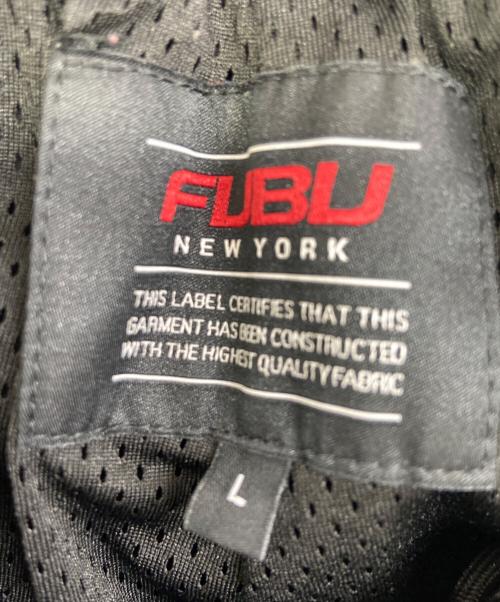 FUBU
NEW YORK
THIS LABEL CERTIFIES THAT THIS
GARMENT HAS BEEN CONSTRUCTED
WITH THE HIGHEST QUALITY FABRIC
L